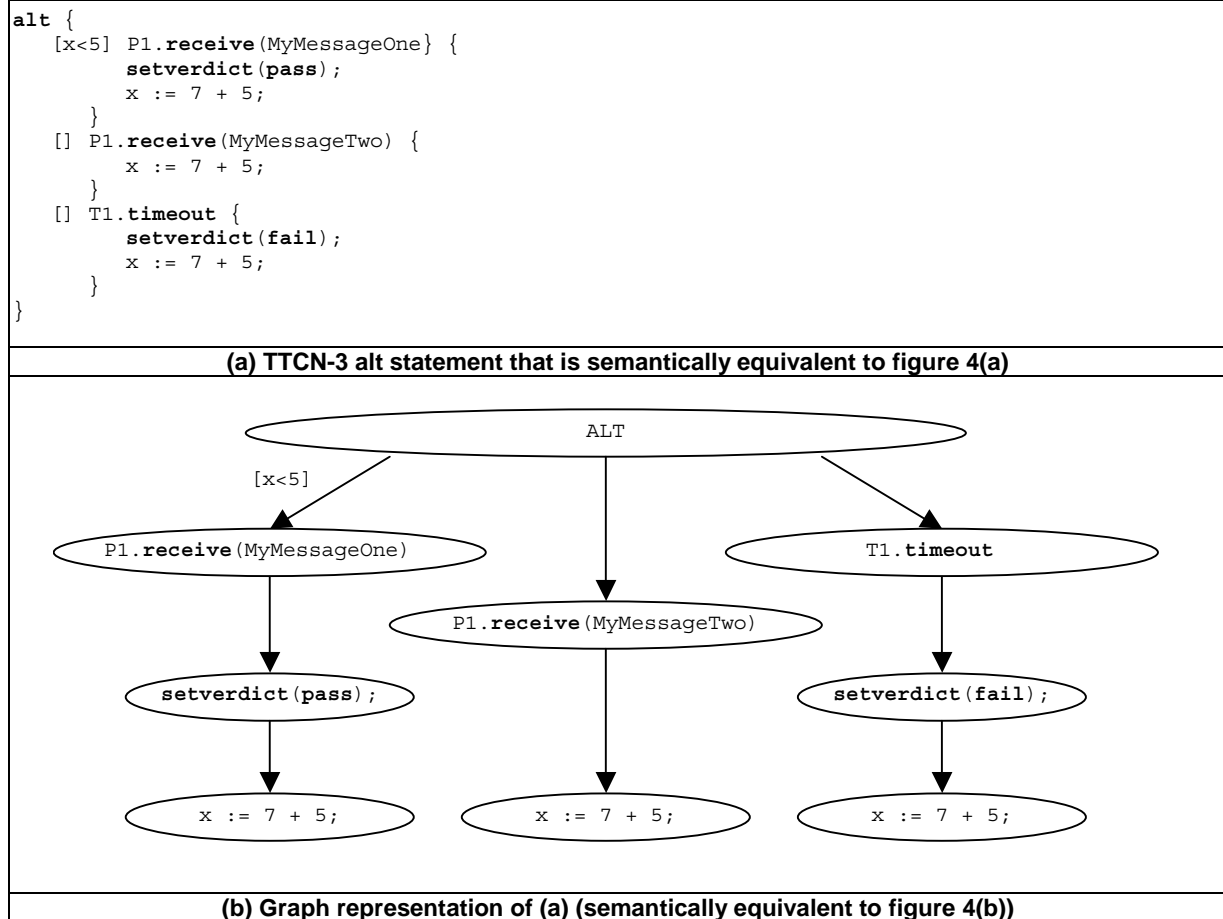 alt {
[x<5] P1.receive(MyMessageOne} {
setverdict(pass);
x := 7 + 5;
}
[] P1.receive(MyMessageTwo) {
x := 7 + 5;
}
[] T1.timeout {
setverdict(fail);
x := 7 + 5;
}
}
(a) TTCN-3 alt statement that is semantically equivalent to figure 4(a)
ALT
[x<5]
P1.receive(MyMessageOne)
T1.timeout
P1.receive(MyMessageTwo)
setverdict(pass);
setverdict(fail);
x := 7 + 5;
x := 7 + 5;
x := 7 + 5;
(b) Graph representation of (a) (semantically equivalent to figure 4(b))